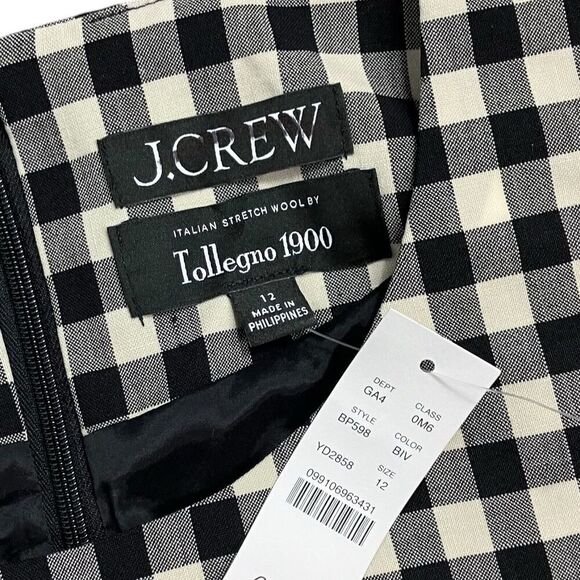 J.CREW
ITALIAN STRETCH WOOL BY
Tollegno 1900
12
MADE IN
PHILIPPINES
DEPT CLASS
GA4 0M6
STYLE COLOR
BP598 BIV
YD2858 SIZE
12
099106963431